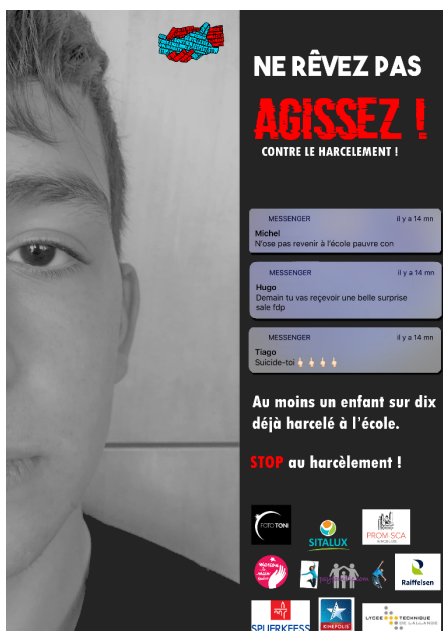 NE RÊVEZ PAS
AGISSEZ !
CONTRE LE HARCELEMENT !
MESSENGER il y a 14 mn
Michel
N'ose pas revenir à l'école pauvre con
MESSENGER il y a 14 mn
Hugo
Demain tu vas reçevoir une belle surprise
sale fdp
MESSENGER il y a 14 mn
Tiago
Suicide-toi 👆🏻 👆🏻 👆🏻 👆🏻
Au moins un enfant sur dix
déjà harcelé à l'école.
STOP au harcèlement !
FOTO TONI
SITALUX
PROM-SCA
Raiffeisen
SPUERKEESS
KINEPOLIS
LYCÉE TECHNIQUE
DE LALLANGE